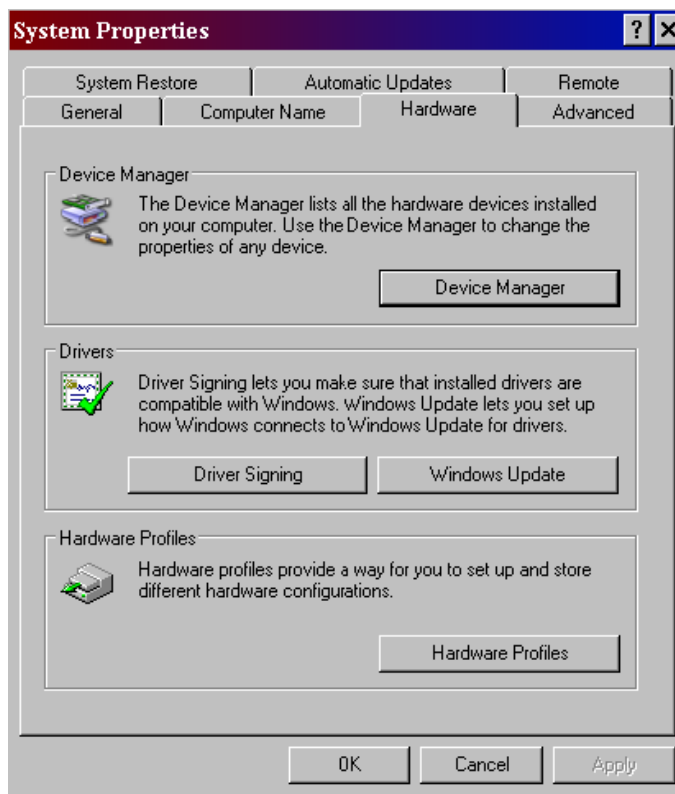 System Properties
System Restore Automatic Updates Remote
General Computer Name Hardware Advanced
Device Manager
The Device Manager lists all the hardware devices installed
on your computer. Use the Device Manager to change the
properties of any device.
Device Manager
Drivers
Driver Signing lets you make sure that installed drivers are
compatible with Windows. Windows Update lets you set up
how Windows connects to Windows Update for drivers.
Driver Signing Windows Update
Hardware Profiles
Hardware profiles provide a way for you to set up and store
different hardware configurations.
Hardware Profiles
OK Cancel Apply